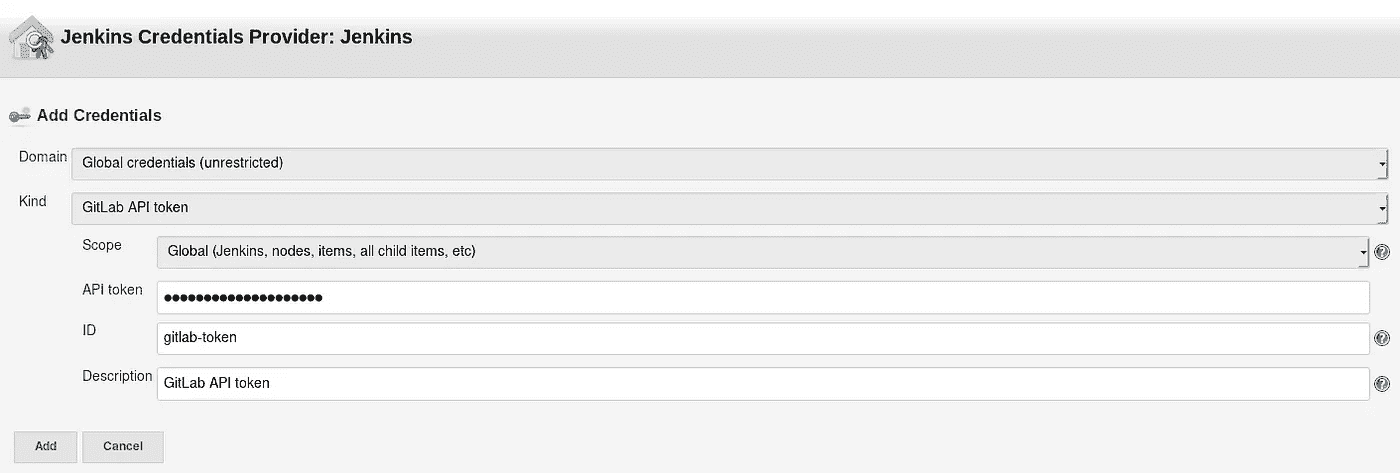 Jenkins Credentials Provider: Jenkins
Add Credentials
Domain Global credentials (unrestricted)
Kind GitLab API token
Scope Global (Jenkins, nodes, items, all child items, etc)
API token ••••••••••••••••••••
ID gitlab-token
Description GitLab API token
Add Cancel